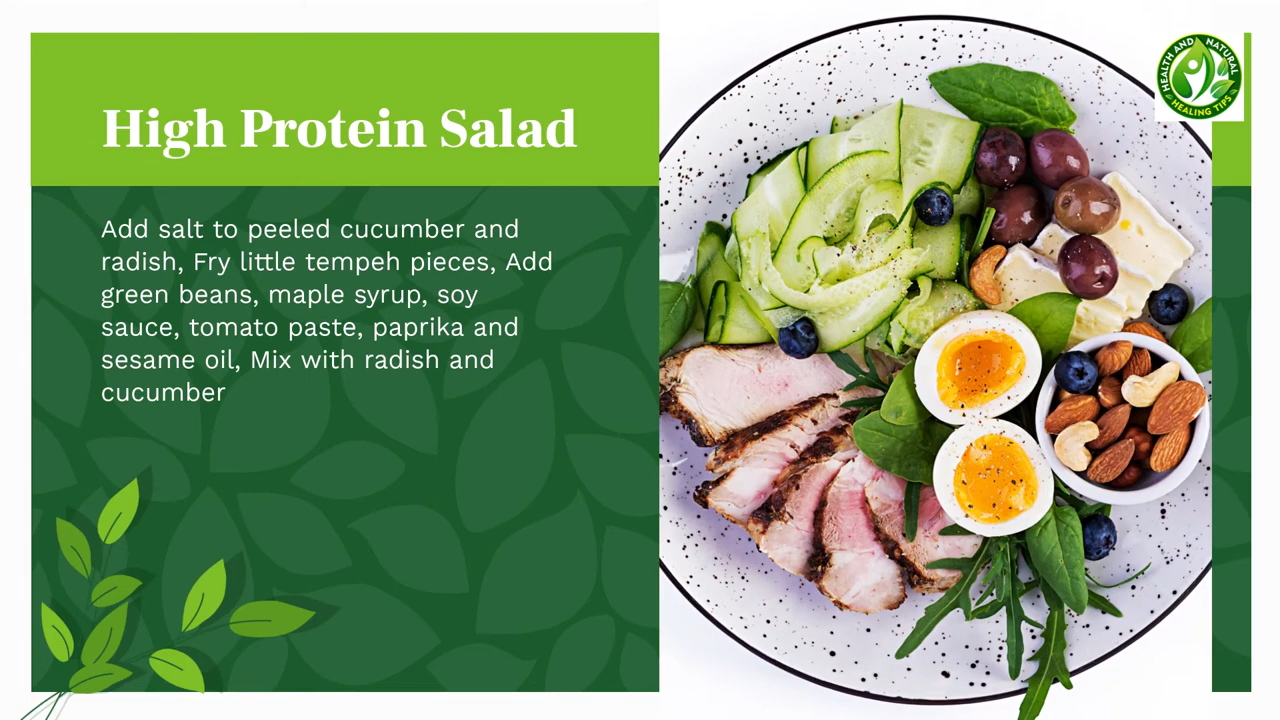 High Protein Salad
Add salt to peeled cucumber and
radish, Fry little tempeh pieces, Add
green beans, maple syrup, soy
sauce, tomato paste, paprika and
sesame oil, Mix with radish and
cucumber
HEALTH AND NATURAL
HEALING TIPS